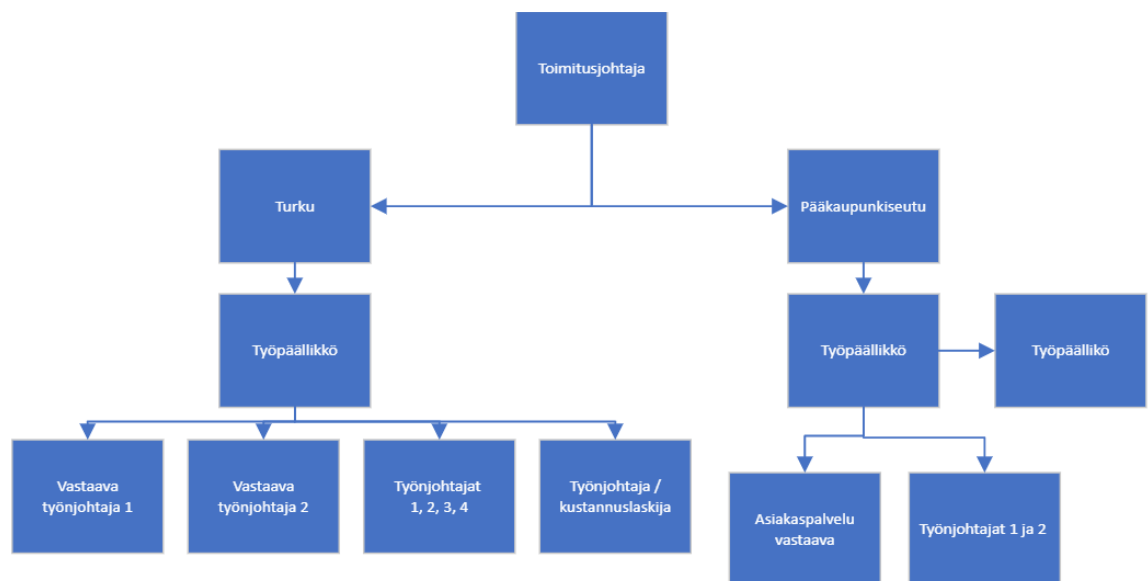 Toimitusjohtaja
Turku
Pääkaupunkiseutu
Työpäällikkö
Työpäällikkö
Työpäällikö
Vastaava
työnjohtaja 1
Vastaava
työnjohtaja 2
Työnjohtajat
1, 2, 3, 4
Työnjohtaja /
kustannuslaskija
Asiakaspalvelu
vastaava
Työnjohtajat 1 ja 2